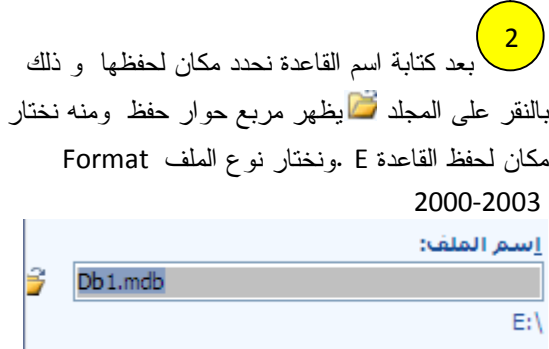 2
بعد كتابة اسم القاعدة نحدد مكان لحفظها و ذلك
بالنقر على المجلد يظهر مربع حوار حفظ ومنه نختار
مكان لحفظ القاعدة E .ونختار نوع الملف Format
2000-2003
إسم الملف:
Db1.mdb
E:\